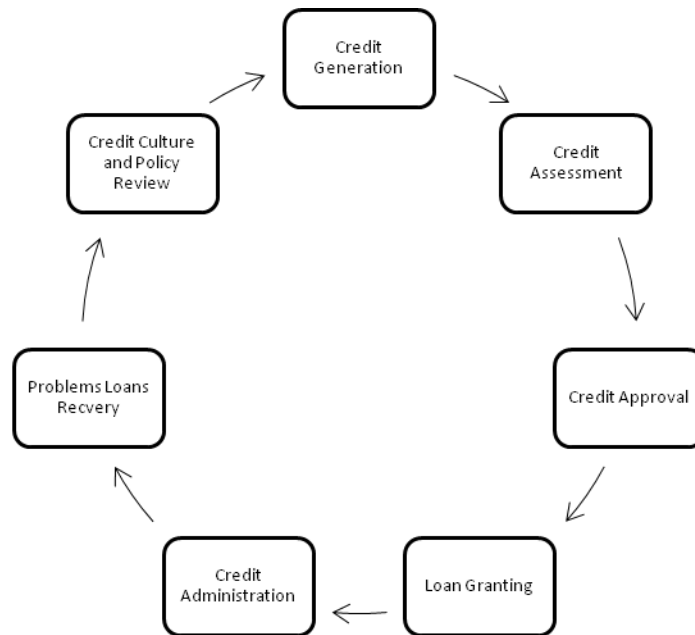 Credit
Generation
Credit
Assessment
Credit Approval
Loan Granting
Credit
Administration
Problems Loans
Recvery
Credit Culture
and Policy
Review